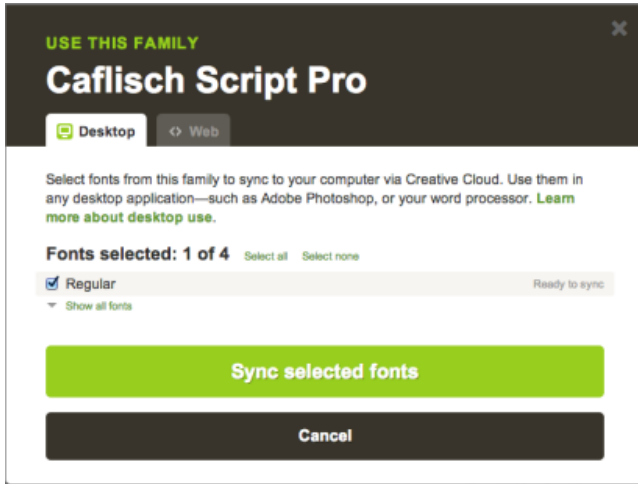 USE THIS FAMILY
Caflisch Script Pro
Desktop
Web
Select fonts from this family to sync to your computer via Creative Cloud. Use them in
any desktop application—such as Adobe Photoshop, or your word processor. Learn
more about desktop use.
Fonts selected: 1 of 4 Select all Select none
Regular Ready to sync
Show all fonts
Sync selected fonts
Cancel